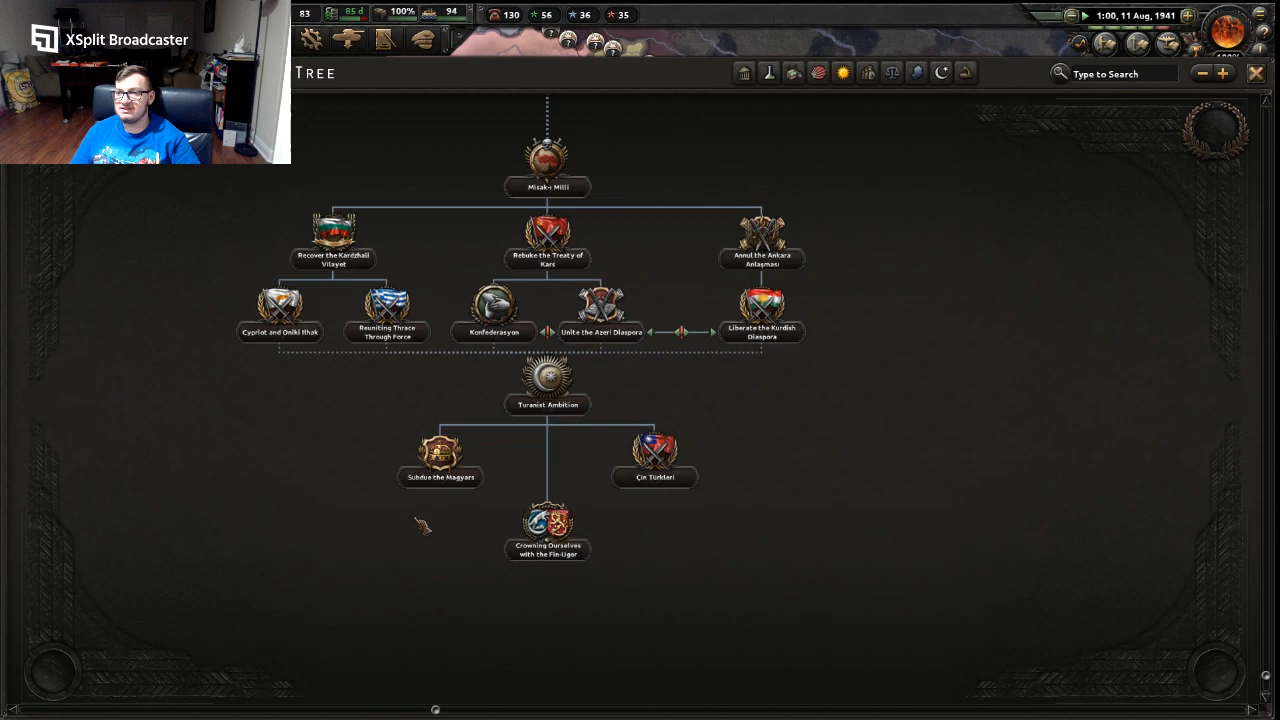 XSplit Broadcaster
83
85 d
100%
94
130
56
36
35
1:00, 11 Aug, 1941
TREE
Type to Search
Misak-ı Millî
Recover the Kardzhali
Vilayet
Rebuke the Treaty of
Kars
Annul the Ankara
Anlaşması
Cypriot and Oniki Ilhak
Reuniting Thrace
Through Force
Konfederasyon
Unite the Azeri Diaspora
Liberate the Kurdish
Diaspora
Turanist Ambition
Subdue the Magyars
Çin Türkleri
Crowning Ourselves
with the Fin-Ugor